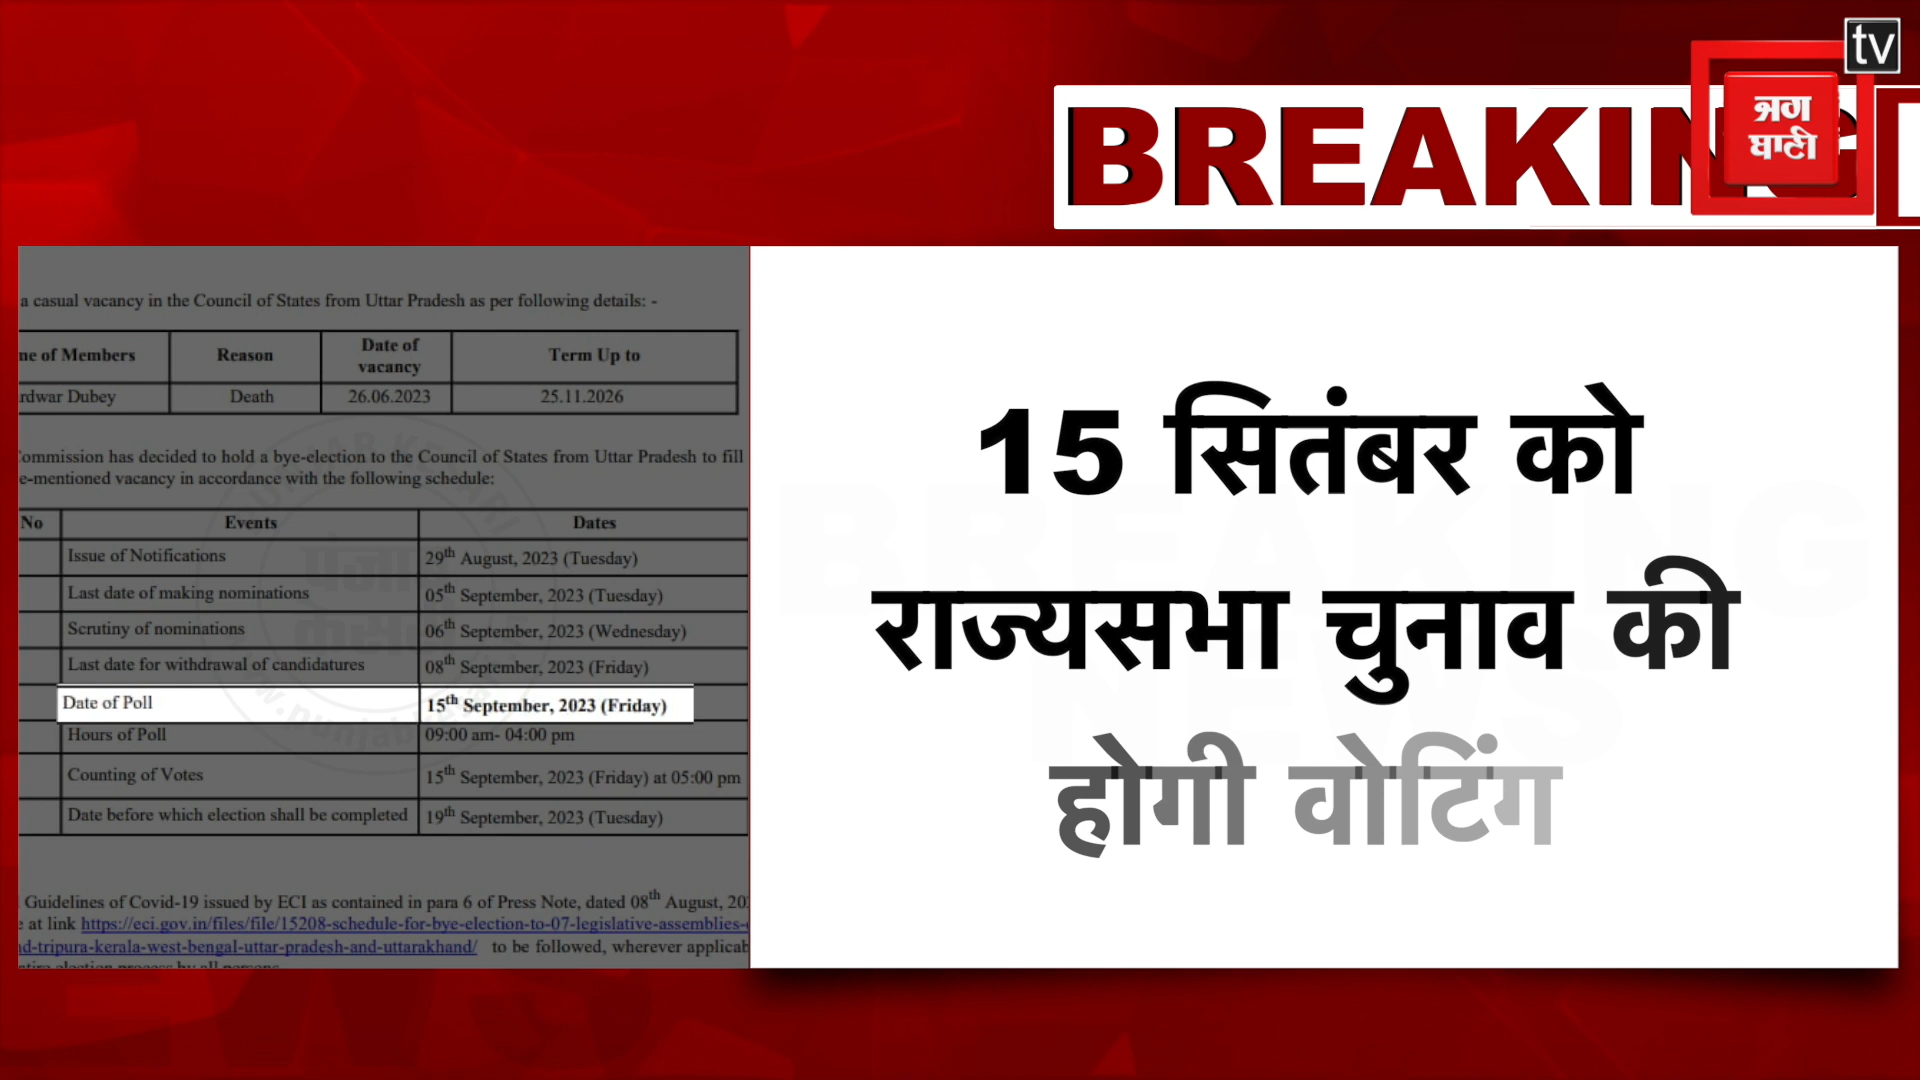 tv
BREAKING
ਜਗ
ਬਾਣੀ
a casual vacancy in the Council of States from Uttar Pradesh as per following details: -
ne of Members Reason Date of vacancy Term Up to
rdwar Dubey Death 26.06.2023 25.11.2026
ommission has decided to hold a bye-election to the Council of States from Uttar Pradesh to fill
e-mentioned vacancy in accordance with the following schedule:
No Events Dates
Issue of Notifications 29th August, 2023 (Tuesday)
Last date of making nominations 05th September, 2023 (Tuesday)
Scrutiny of nominations 06th September, 2023 (Wednesday)
Last date for withdrawal of candidatures 08th September, 2023 (Friday)
Date of Poll 15th September, 2023 (Friday)
Hours of Poll 09:00 am- 04:00 pm
Counting of Votes 15th September, 2023 (Friday) at 05:00 pm
Date before which election shall be completed 19th September, 2023 (Tuesday)
Guidelines of Covid-19 issued by ECI as contained in para 6 of Press Note, dated 08th August, 20
e at link https://eci.gov.in/files/file/15208-schedule-for-bye-election-to-07-legislative-assemblies-
d-tripura-kerala-west-bengal-uttar-pradesh-and-uttarakhand/ to be followed, wherever applicab
15 सितंबर को
राज्यसभा चुनाव की
होगी वोटिंग